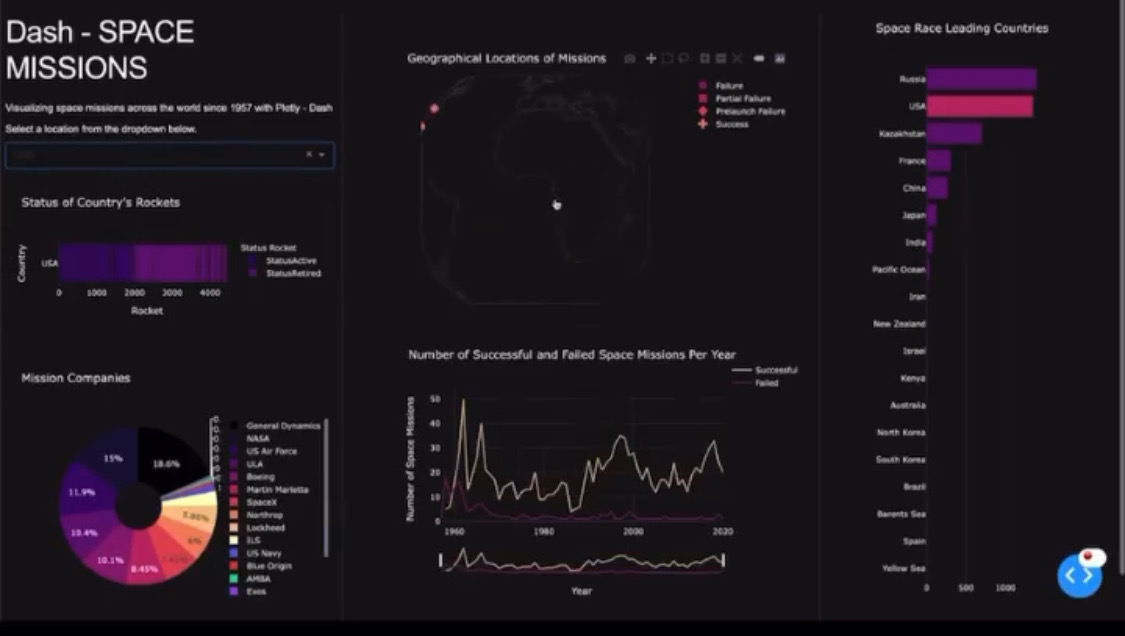 Dash - SPACE
MISSIONS
Visualizing space missions across the world since 1957 with Plotly - Dash
Select a location from the dropdown below.
Status of Country's Rockets
Country
USA
0 1000 2000 3000 4000
Rocket
Status Rocket
StatusActive
StatusRetired
Mission Companies
15%
18.6%
11.9%
10.4%
10.1%
8.45%
6%
General Dynamics
NASA
US Air Force
ULA
Boeing
Martin Marietta
SpaceX
Northrop
Lockheed
ILS
US Navy
Blue Origin
AMBA
Exos
Geographical Locations of Missions
Failure
Partial Failure
Prelaunch Failure
Success
Number of Successful and Failed Space Missions Per Year
Successful
Failed
Number of Space Missions
50
40
30
20
10
0
1960 1980 2000 2020
Year
Space Race Leading Countries
Russia
USA
Kazakhstan
France
China
Japan
India
Pacific Ocean
Iran
New Zealand
Israel
Kenya
Australia
North Korea
South Korea
Brazil
Barents Sea
Spain
Yellow Sea
0 500 1000